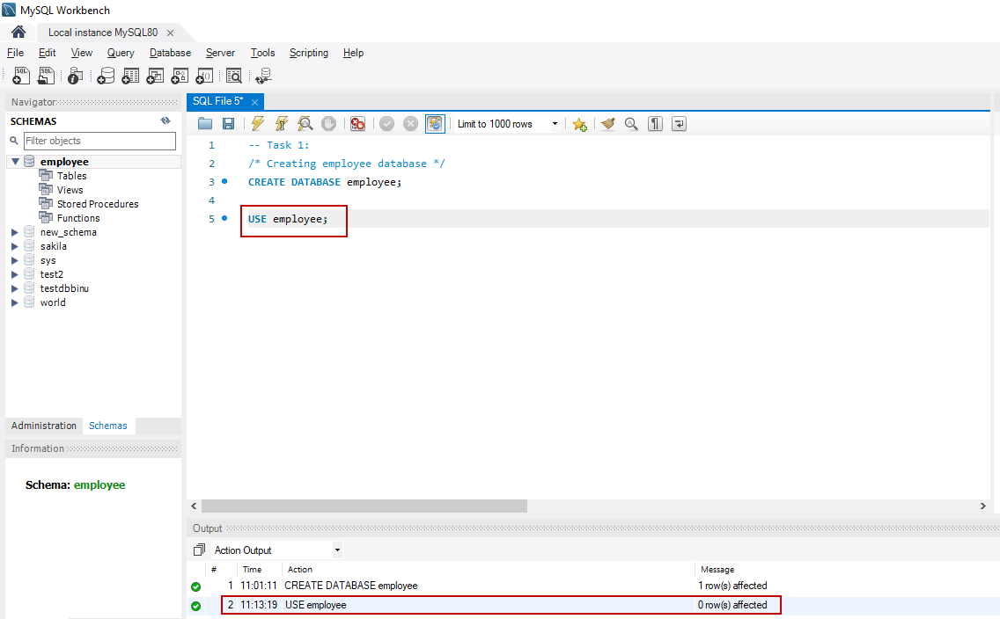 MySQL Workbench
Local instance MySQL80
File Edit View Query Database Server Tools Scripting Help
Navigator
SCHEMAS
Filter objects
employee
Tables
Views
Stored Procedures
Functions
new_schema
sakila
sys
test2
testdbbinu
world
Administration Schemas
Information
Schema: employee
SQL File 5*
Limit to 1000 rows
1 -- Task 1:
2 /* Creating employee database */
3 CREATE DATABASE employee;
4
5 USE employee;
Output
Action Output
# Time Action Message
1 11:01:11 CREATE DATABASE employee 1 row(s) affected
2 11:13:19 USE employee 0 row(s) affected